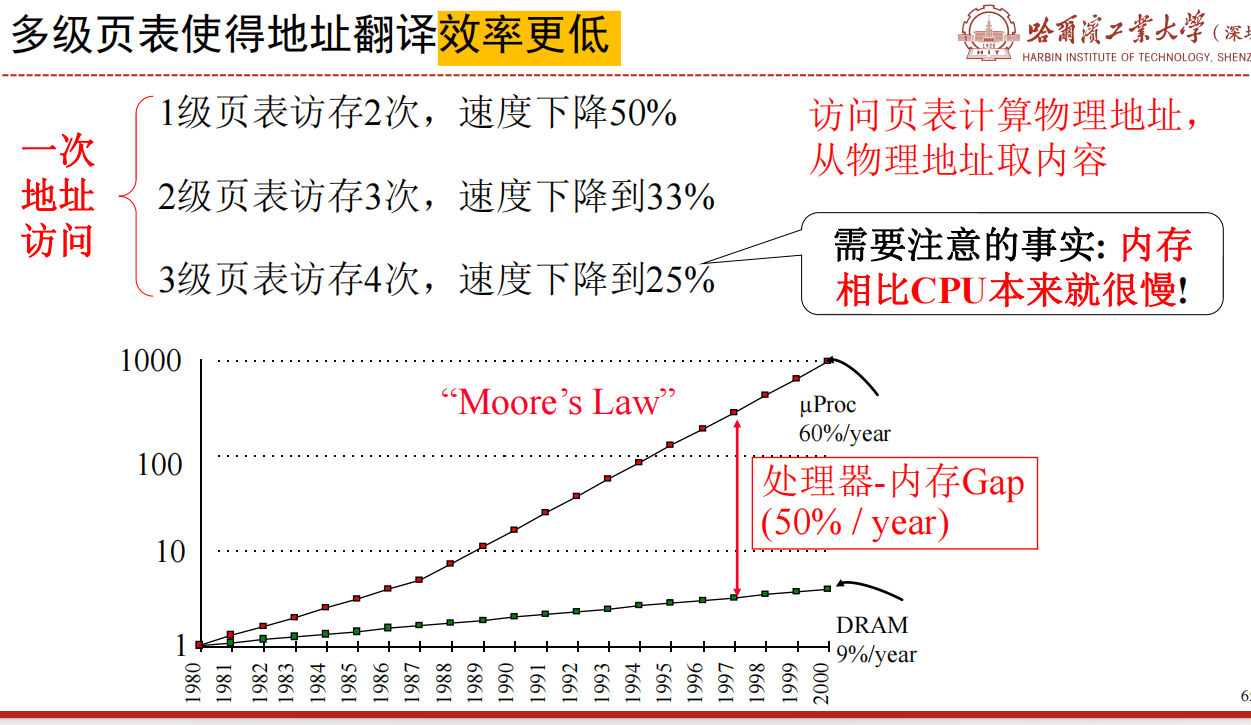 多级页表使得地址翻译效率更低
哈爾濱工業大學(深圳
HIT
1920
HARBIN INSTITUTE OF TECHNOLOGY, SHENZ
一次
地址
访问
1级页表访存2次，速度下降50%
2级页表访存3次，速度下降到33%
3级页表访存4次，速度下降到25%
访问页表计算物理地址，
从物理地址取内容
需要注意的事实: 内存
相比CPU本来就很慢!
1000
100
10
1
“Moore’s Law”
µProc
60%/year
处理器-内存Gap
(50% / year)
DRAM
9%/year
1980
1981
1982
1983
1984
1985
1986
1987
1988
1989
1990
1991
1992
1993
1994
1995
1996
1997
1998
1999
2000